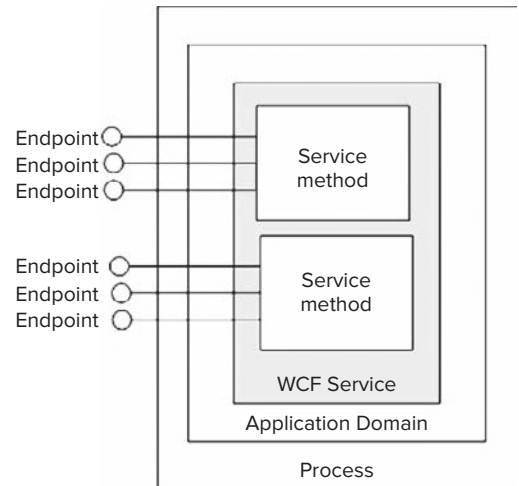 Endpoint
Endpoint
Endpoint
Service
method
Endpoint
Endpoint
Endpoint
Service
method
WCF Service
Application Domain
Process